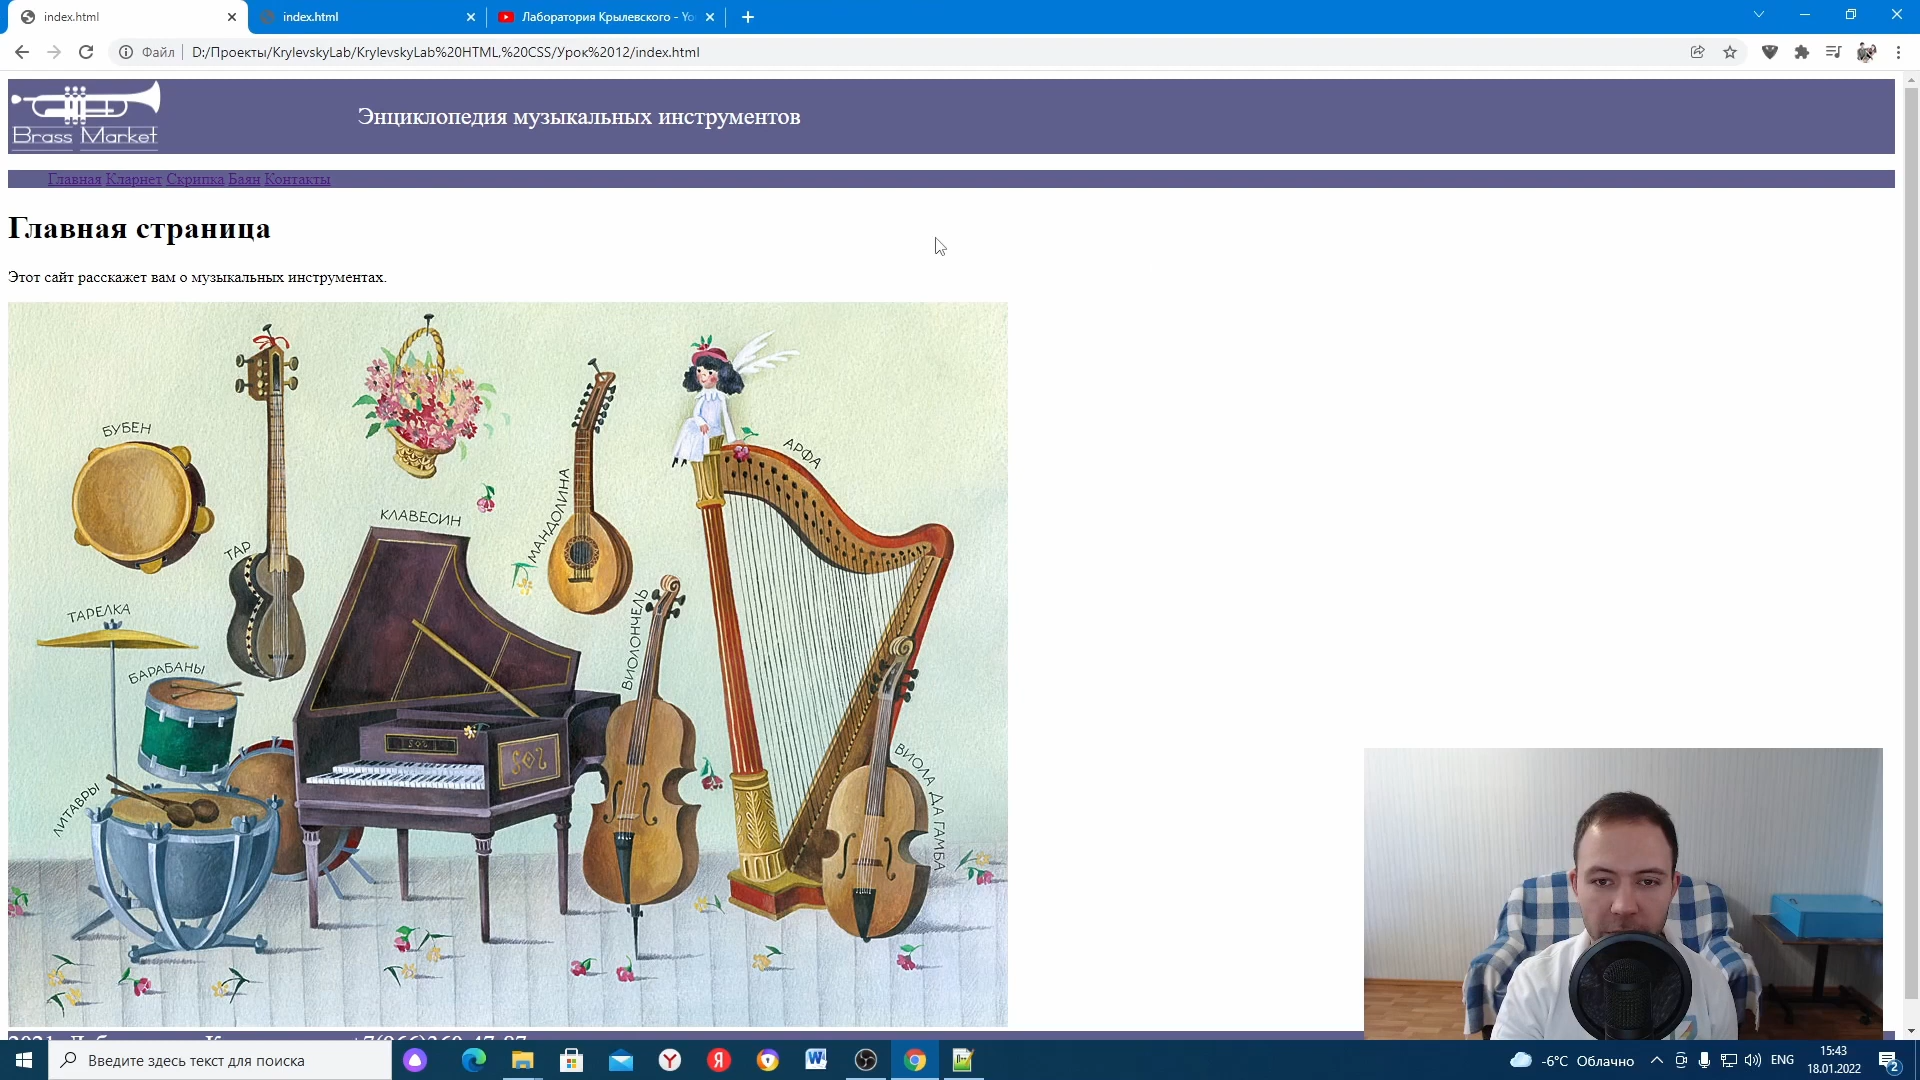 index.html
index.html
Лаборатория Крылевского - Yo
Файл
D:/Проекты/KrylevskyLab/KrylevskyLab%20HTML,%20CSS/Урок%2012/index.html
Brass Market
Энциклопедия музыкальных инструментов
Главная Кларнет Скрипка Баян Контакты
Главная страница
Этот сайт расскажет вам о музыкальных инструментах.
БУБЕН
АРФА
КЛАВЕСИН
МАНДОЛИНА
ТАР
ВИОЛОНЧЕЛЬ
ТАРЕЛКА
БАРАБАНЫ
ЛИТАВРЫ
ВИОЛА ДА ГАМБА
Введите здесь текст для поиска
-6°C Облачно
ENG
15:43
18.01.2022
2